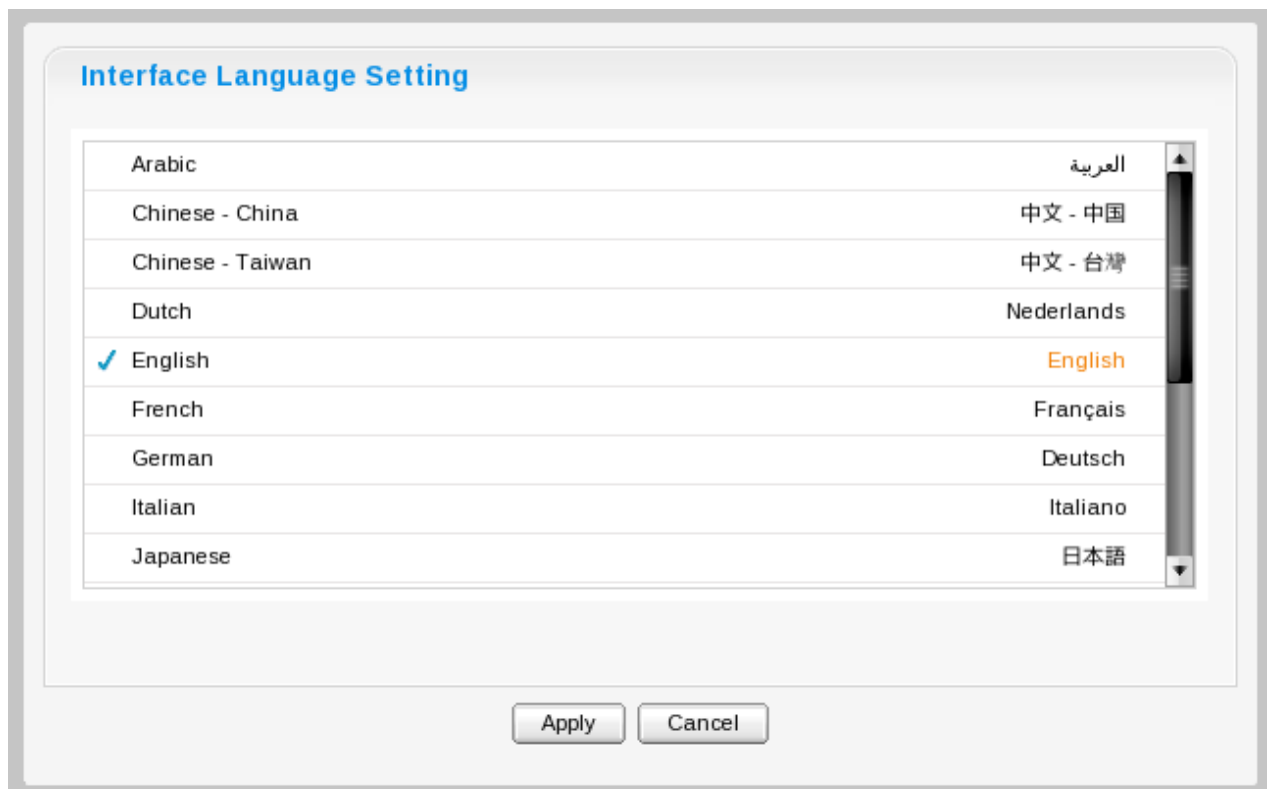 Interface Language Setting
Arabic العربية
Chinese - China 中文 - 中国
Chinese - Taiwan 中文 - 台灣
Dutch Nederlands
English English
French Français
German Deutsch
Italian Italiano
Japanese 日本語
Apply Cancel